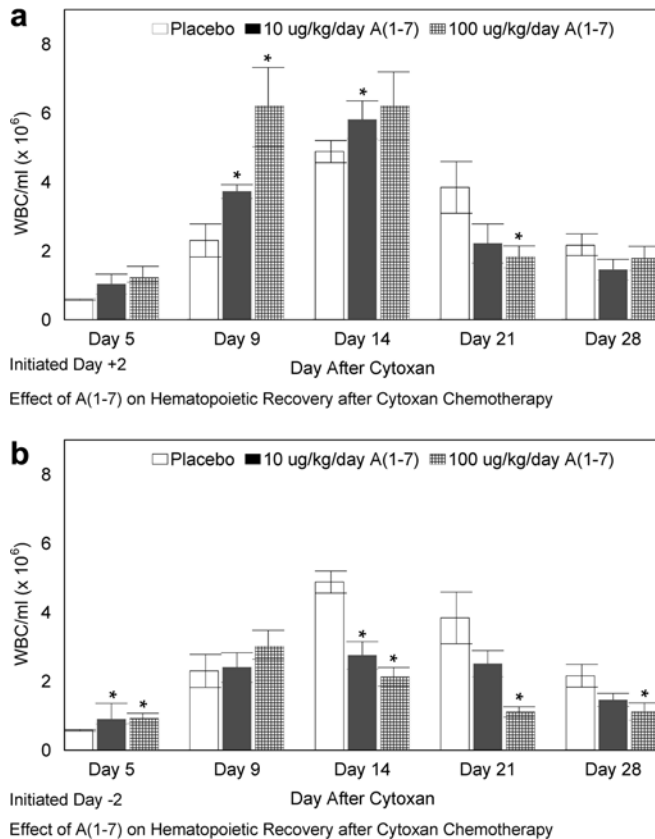 a
Placebo 10 ug/kg/day A(1-7) 100 ug/kg/day A(1-7)
WBC/ml (x 10⁶)
8
6
4
2
0
* * * *
Day 5 Day 9 Day 14 Day 21 Day 28
Initiated Day +2
Day After Cytoxan
Effect of A(1-7) on Hematopoietic Recovery after Cytoxan Chemotherapy
b
Placebo 10 ug/kg/day A(1-7) 100 ug/kg/day A(1-7)
WBC/ml (x 10⁶)
8
6
4
2
0
* * * * * *
Day 5 Day 9 Day 14 Day 21 Day 28
Initiated Day -2
Day After Cytoxan
Effect of A(1-7) on Hematopoietic Recovery after Cytoxan Chemotherapy